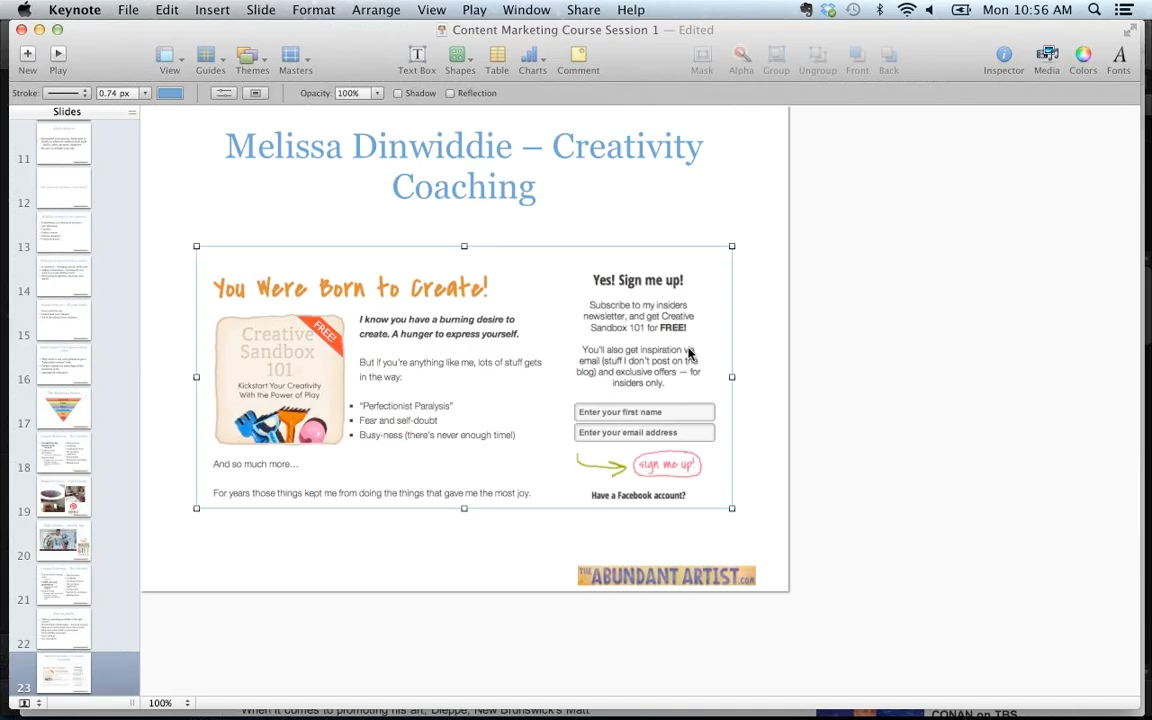 Keynote File Edit Insert Slide Format Arrange View Play Window Share Help Mon 10:56 AM
Content Marketing Course Session 1 — Edited
New Play View Guides Themes Masters Text Box Shapes Table Charts Comment Mask Alpha Group Ungroup Front Back Inspector Media Colors Fonts
Stroke: 0.74 px Opacity: 100% Shadow Reflection
Slides
11
12
13
14
15
16
17
18
19
20
21
22
23
Melissa Dinwiddie – Creativity
Coaching
You Were Born to Create!
FREE!
Creative
Sandbox
101
Kickstart Your Creativity
With the Power of Play
I know you have a burning desire to
create. A hunger to express yourself.
But if you're anything like me, lots of stuff gets
in the way:
"Perfectionist Paralysis"
Fear and self-doubt
Busy-ness (there's never enough time!)
And so much more...
For years those things kept me from doing the things that gave me the most joy.
Yes! Sign me up!
Subscribe to my insiders
newsletter, and get Creative
Sandbox 101 for FREE!
You'll also get inspiration via
email (stuff I don't post on the
blog) and exclusive offers — for
insiders only.
Enter your first name
Enter your email address
sign me up!
Have a Facebook account?
THE ABUNDANT ARTIST.COM
100%
When it comes to promoting his art, Dieppe, New Brunswick's Matt
CONAN on TBS